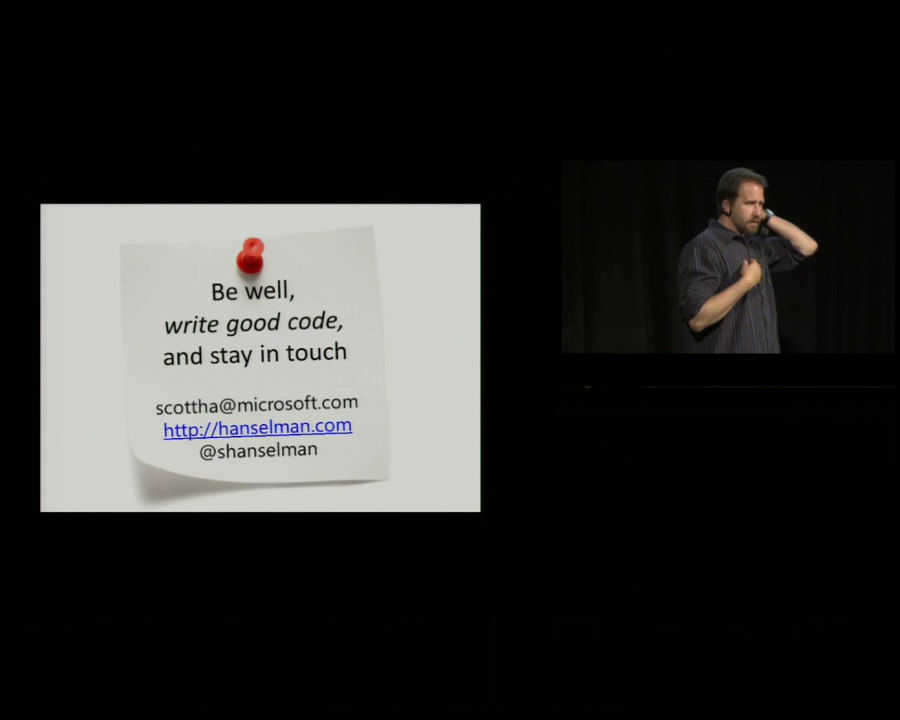 Be well,
write good code,
and stay in touch
scottha@microsoft.com
http://hanselman.com
@shanselman